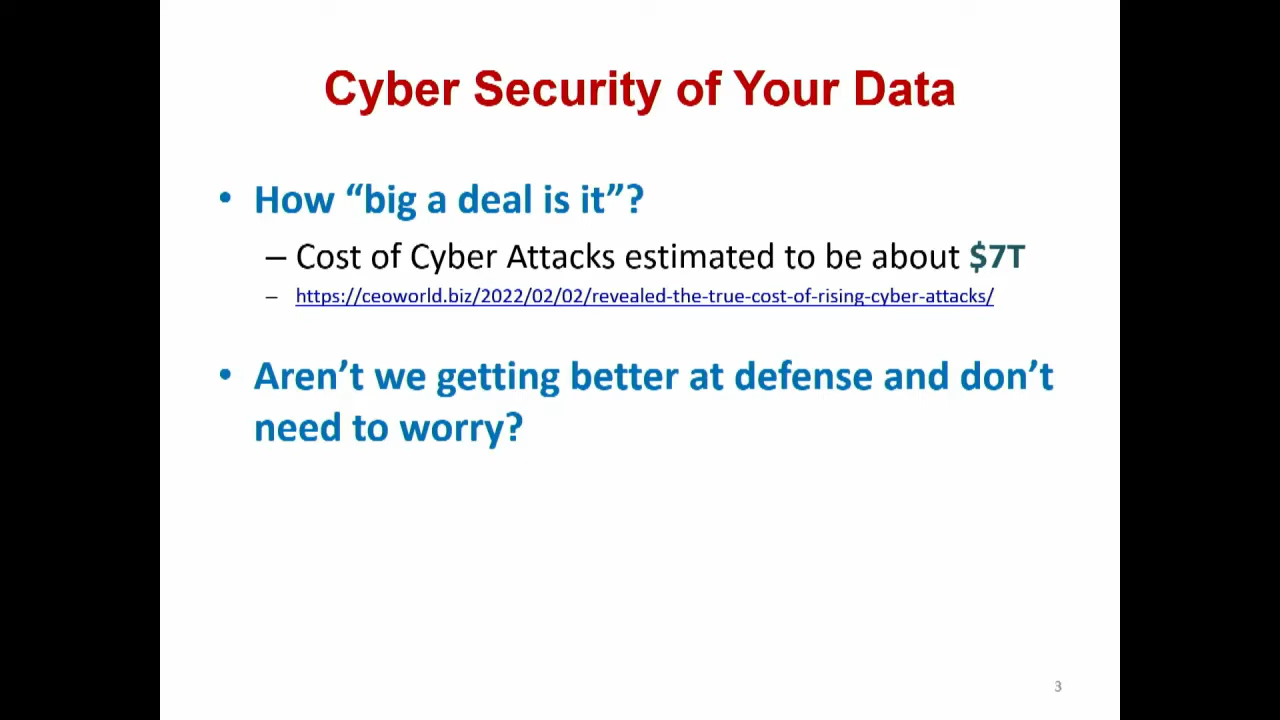 Cyber Security of Your Data
• How “big a deal is it”?
– Cost of Cyber Attacks estimated to be about $7T
– https://ceoworld.biz/2022/02/02/revealed-the-true-cost-of-rising-cyber-attacks/
• Aren’t we getting better at defense and don’t
need to worry?
3